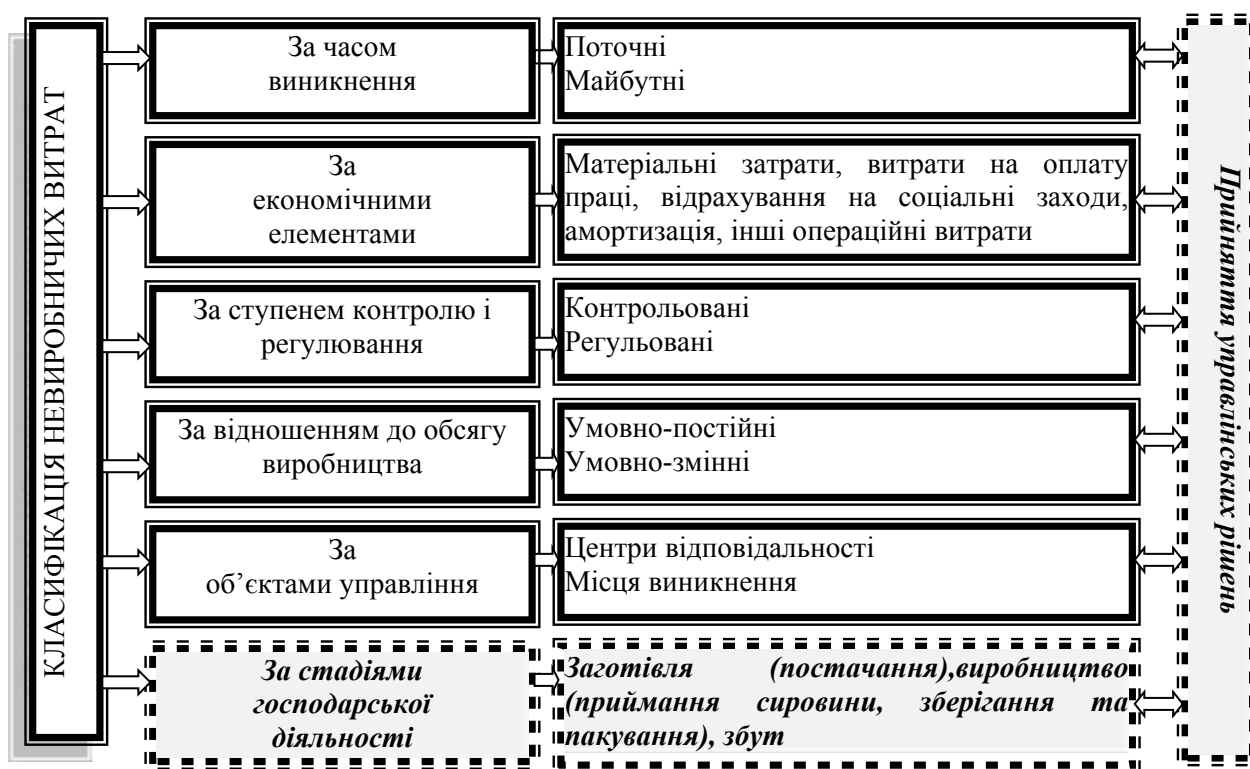 КЛАСИФІКАЦІЯ НЕВИРОБНИЧИХ ВИТРАТ
За часом
виникнення
Поточні
Майбутні
За
економічними
елементами
Матеріальні затрати, витрати на оплату
праці, відрахування на соціальні заходи,
амортизація, інші операційні витрати
За ступенем контролю і
регулювання
Контрольовані
Регульовані
За відношенням до обсягу
виробництва
Умовно-постійні
Умовно-змінні
За
об’єктами управління
Центри відповідальності
Місця виникнення
За стадіями
господарської
діяльності
Заготівля (постачання),виробництво
(приймання сировини, зберігання та
пакування), збут
Прийняття управлінських рішень